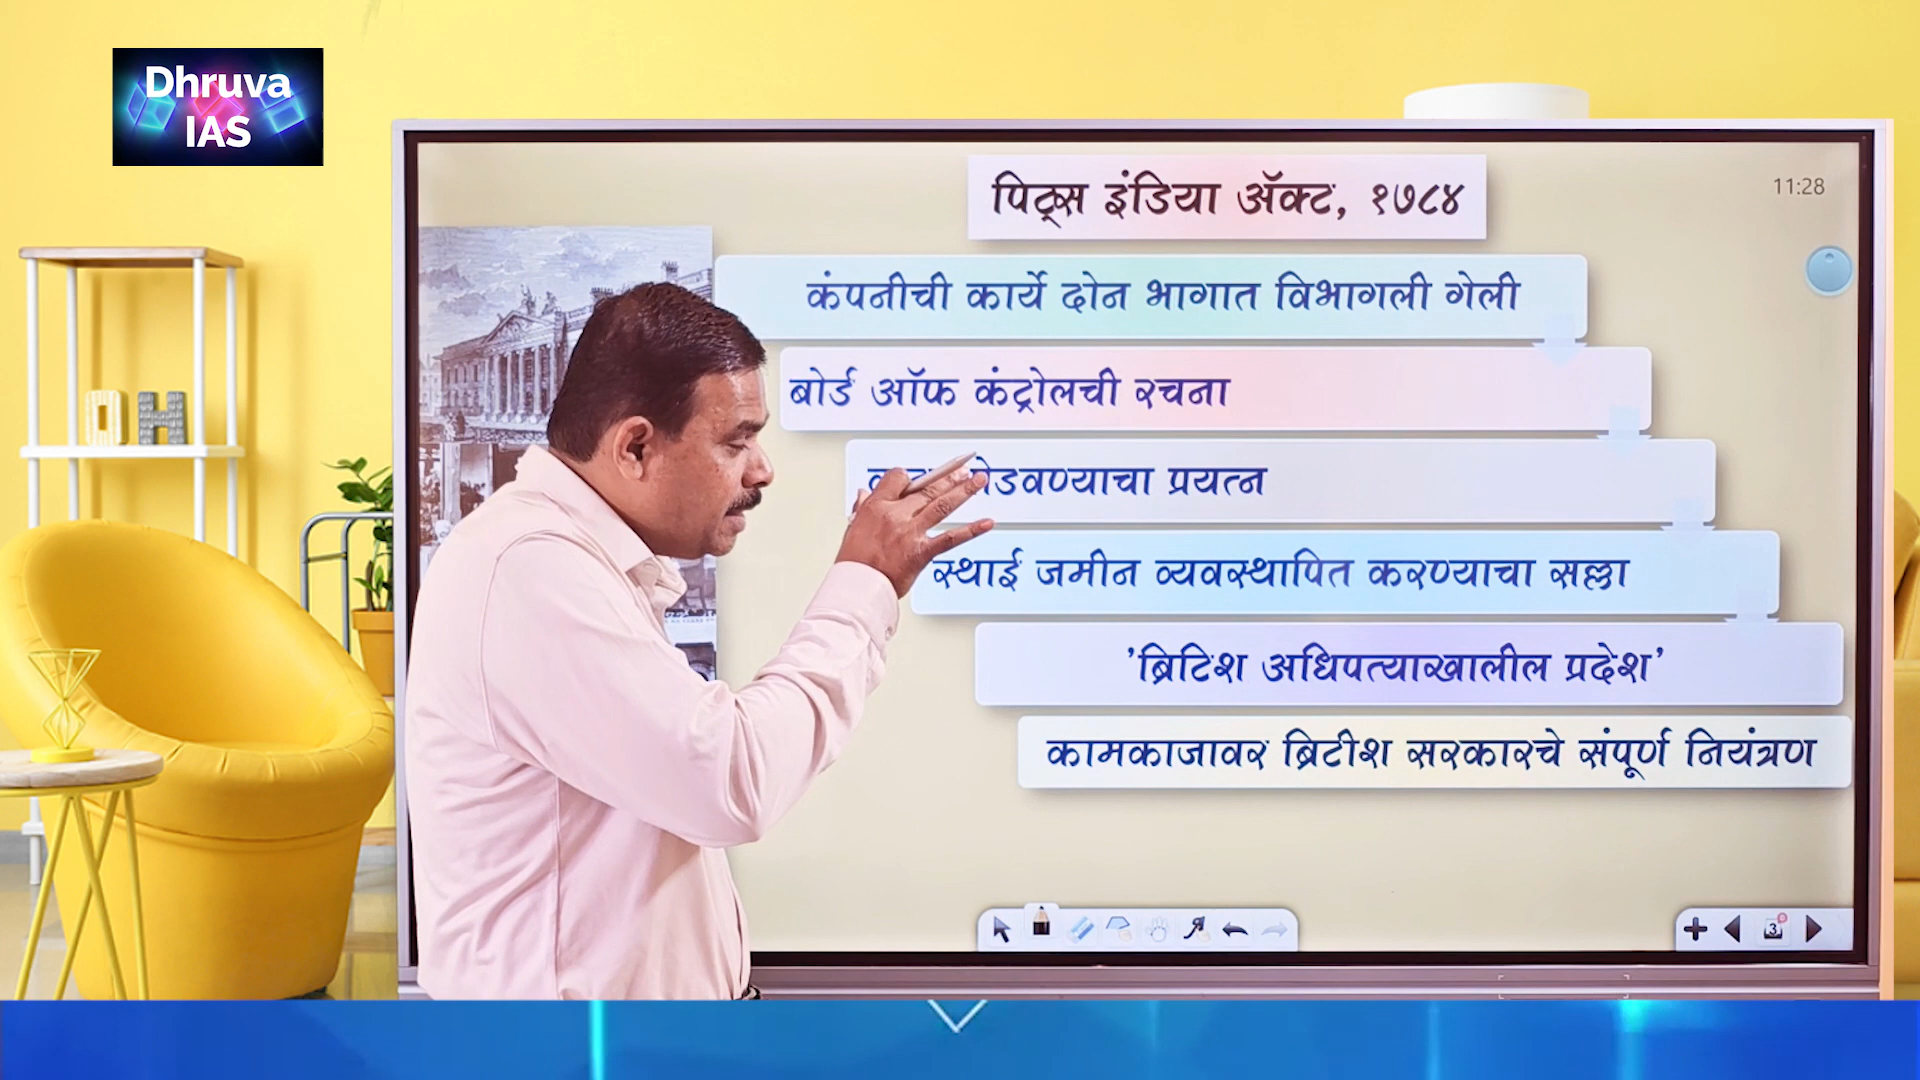 Dhruva
IAS
पिट्स इंडिया ॲक्ट, १७८४
11:28
कंपनीची कार्ये दोन भागात विभागली गेली
बोर्ड ऑफ कंट्रोलची रचना
प्रयत्न
स्थाई जमीन व्यवस्थापित करण्याचा सल्ला
'ब्रिटिश अधिपत्याखालील प्रदेश'
कामकाजावर ब्रिटीश सरकारचे संपूर्ण नियंत्रण
3